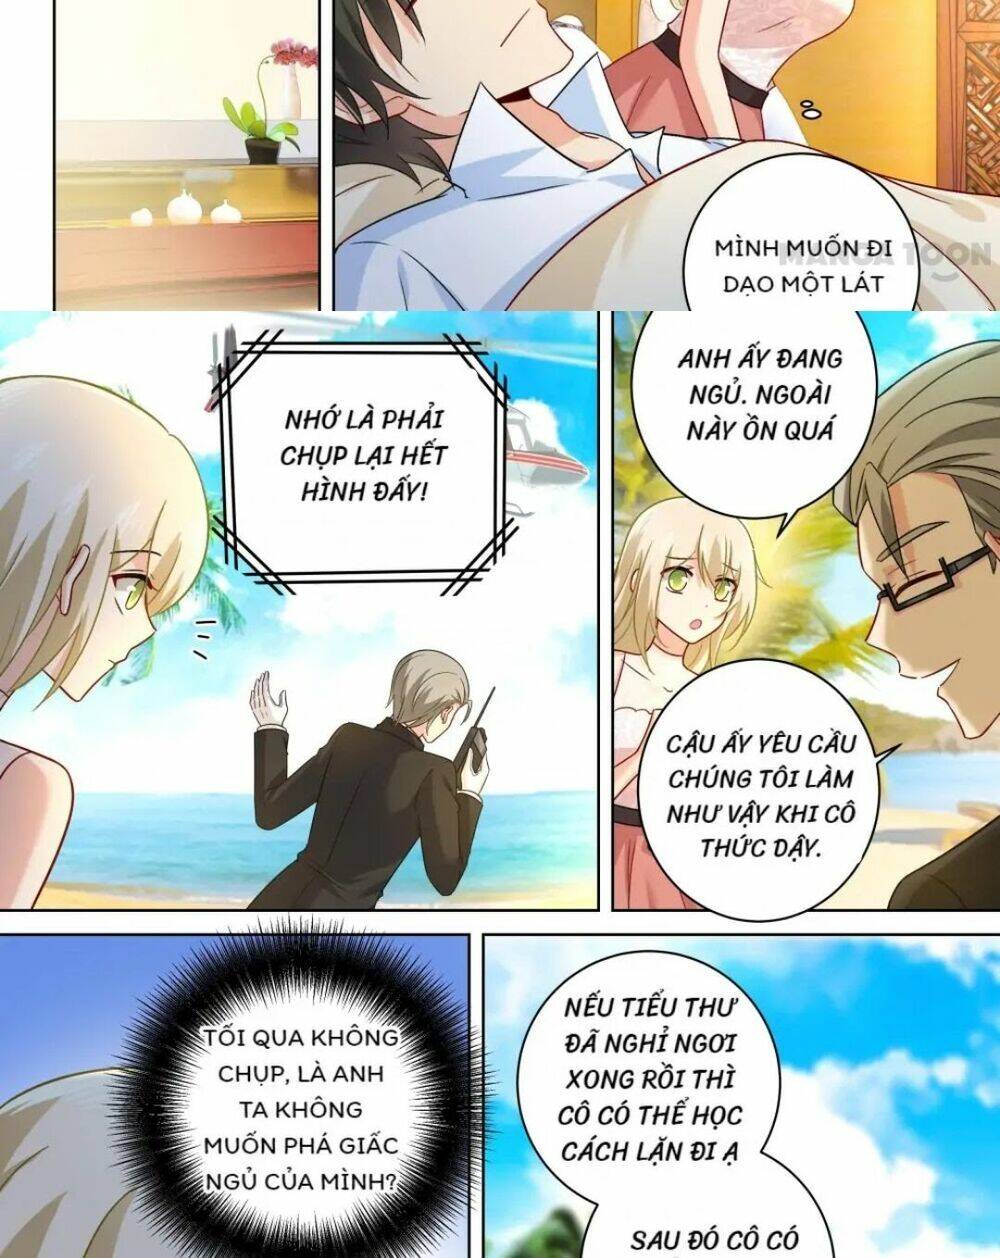 MÌNH MUỐN ĐI
DẠO MỘT LÁT
MANGA TOON
NHỚ LÀ PHẢI
CHỤP LẠI HẾT
HÌNH ĐẤY!
ANH ẤY ĐANG
NGỦ. NGOÀI
NÀY ỒN QUÁ
CẬU ẤY YÊU CẦU
CHÚNG TÔI LÀM
NHƯ VẬY KHI CÔ
THỨC DẬY.
TỐI QUA KHÔNG
CHỤP, LÀ ANH
TA KHÔNG
MUỐN PHÁ GIẤC
NGỦ CỦA MÌNH?
NẾU TIỂU THƯ
ĐÃ NGHỈ NGƠI
XONG RỒI THÌ
CÔ CÓ THỂ HỌC
CÁCH LẶN ĐI Ạ
SAU ĐÓ CÔ CÓ